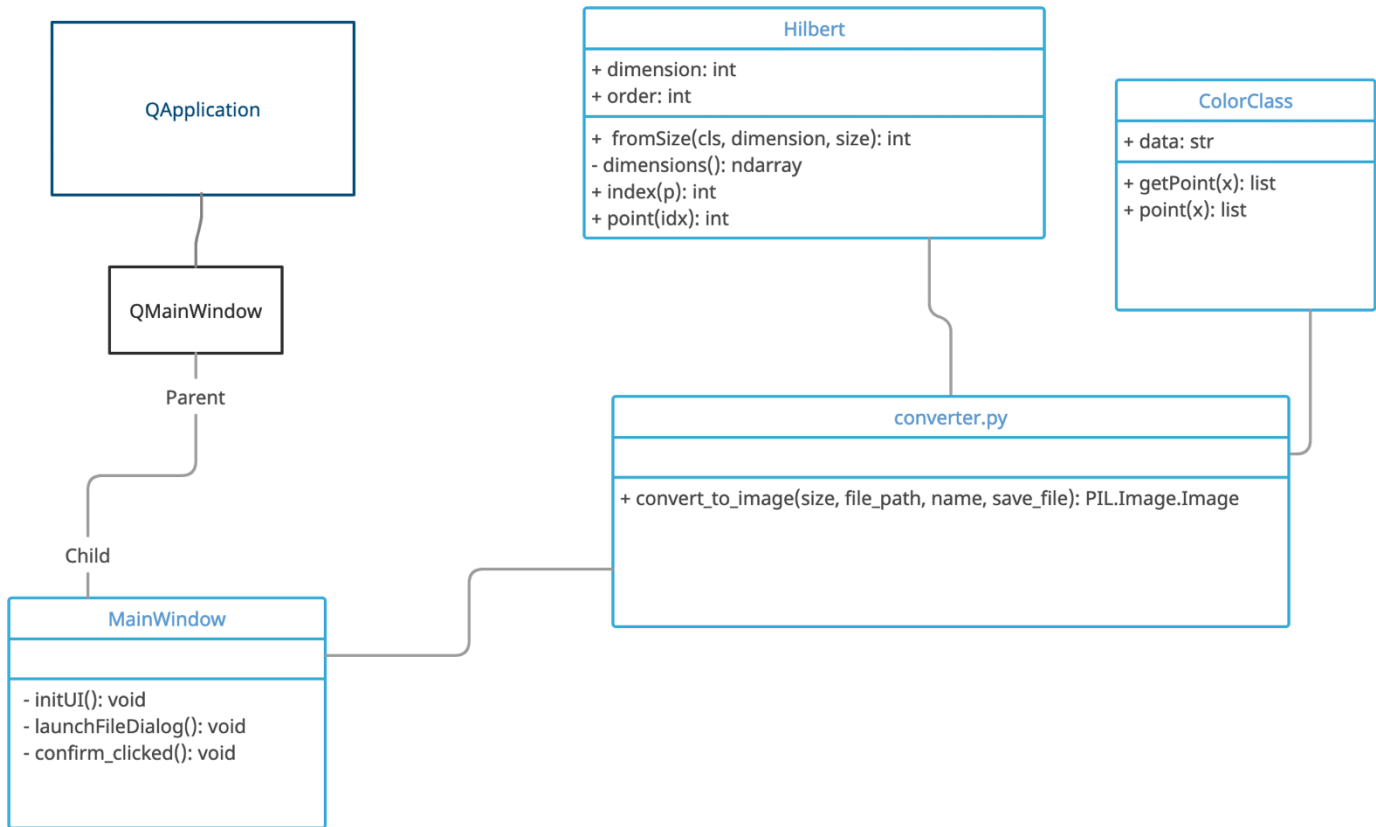 QApplication
QMainWindow
Parent
Child
MainWindow
- initUI(): void
- launchFileDialog(): void
- confirm_clicked(): void
Hilbert
+ dimension: int
+ order: int
+  fromSize(cls, dimension, size): int
- dimensions(): ndarray
+ index(p): int
+ point(idx): int
ColorClass
+ data: str
+ getPoint(x): list
+ point(x): list
converter.py
+ convert_to_image(size, file_path, name, save_file): PIL.Image.Image